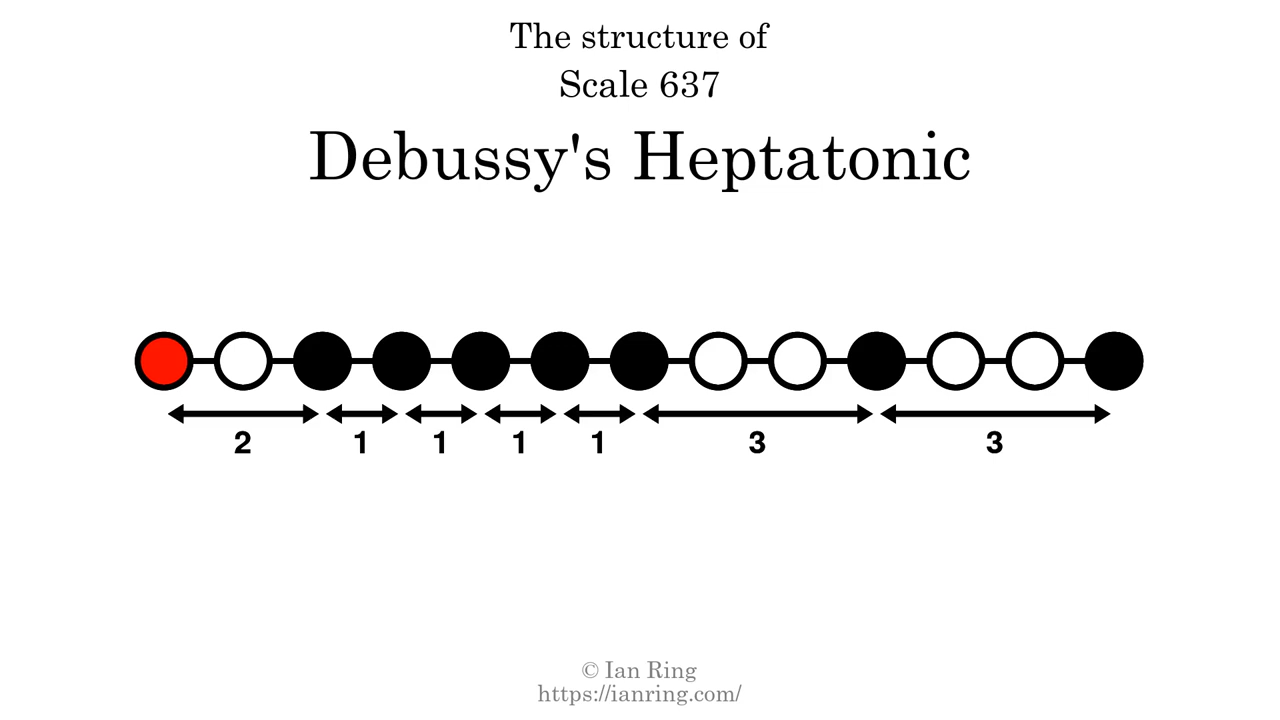 The structure of
Scale 637
Debussy's Heptatonic
2 1 1 1 1 3 3
© Ian Ring
https://ianring.com/